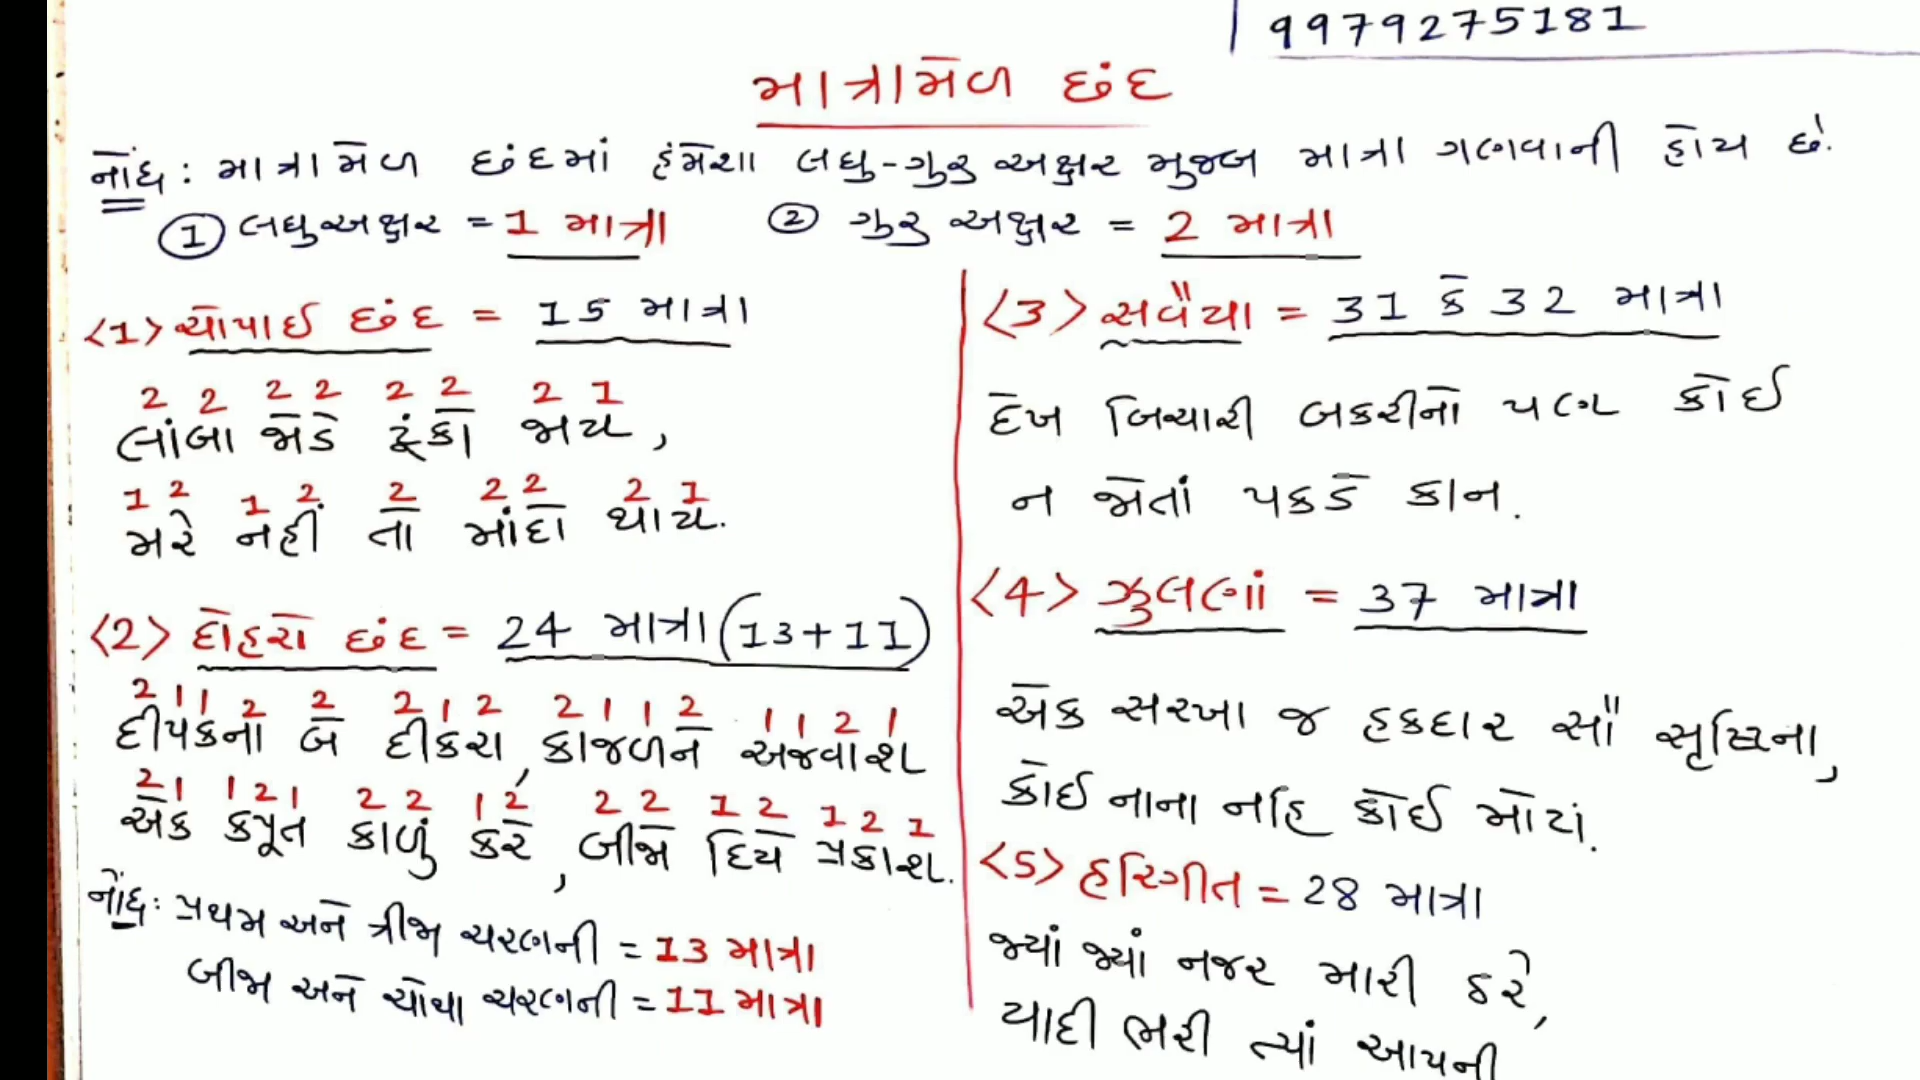 9979275181
માત્રામેળ છંદ
નોંધ : માત્રામેળ છંદમાં હંમેશા લઘુ-ગુરુ અક્ષર મુજબ માત્રા ગણવાની હોય છે.
① લઘુઅક્ષર = 1 માત્રા ② ગુરુ અક્ષર = 2 માત્રા
<1> ચોપાઈ છંદ = 15 માત્રા
2 2 2 2 2 2 2 1
લાંબા જોડે ટૂંકો જાય,
1 2 1 2 2 2 2 2 1
મરે નહીં તો માંદો થાય.
<2> દોહરો છંદ = 24 માત્રા (13+11)
2 1 1 2 2 2 1 2 2 1 1 2 1 1 2 1
દીપકના બે દીકરા, કાજળને અજવાશ
2 1 1 2 1 2 2 1 2 2 2 1 2 1 2 1
એક કપૂત કાળું કરે, બીજો દિયે પ્રકાશ.
નોંધ: પ્રથમ અને ત્રીજા ચરણની = 13 માત્રા
બીજા અને ચોથા ચરણની = 11 માત્રા
<3> સવૈયા = 31 કે 32 માત્રા
દેખ બિચારી બકરીનો પણ કોઈ
ન જોતાં પકડે કાન.
<4> ઝુલણાં = 37 માત્રા
એક સરખા જ હકદાર સૌ સૃષ્ટિના,
કોઈ નાના નહિ કોઈ મોટાં.
<5> હરિગીત = 28 માત્રા
જ્યાં જ્યાં નજર મારી ઠરે,
યાદી ભરી ત્યાં આપની